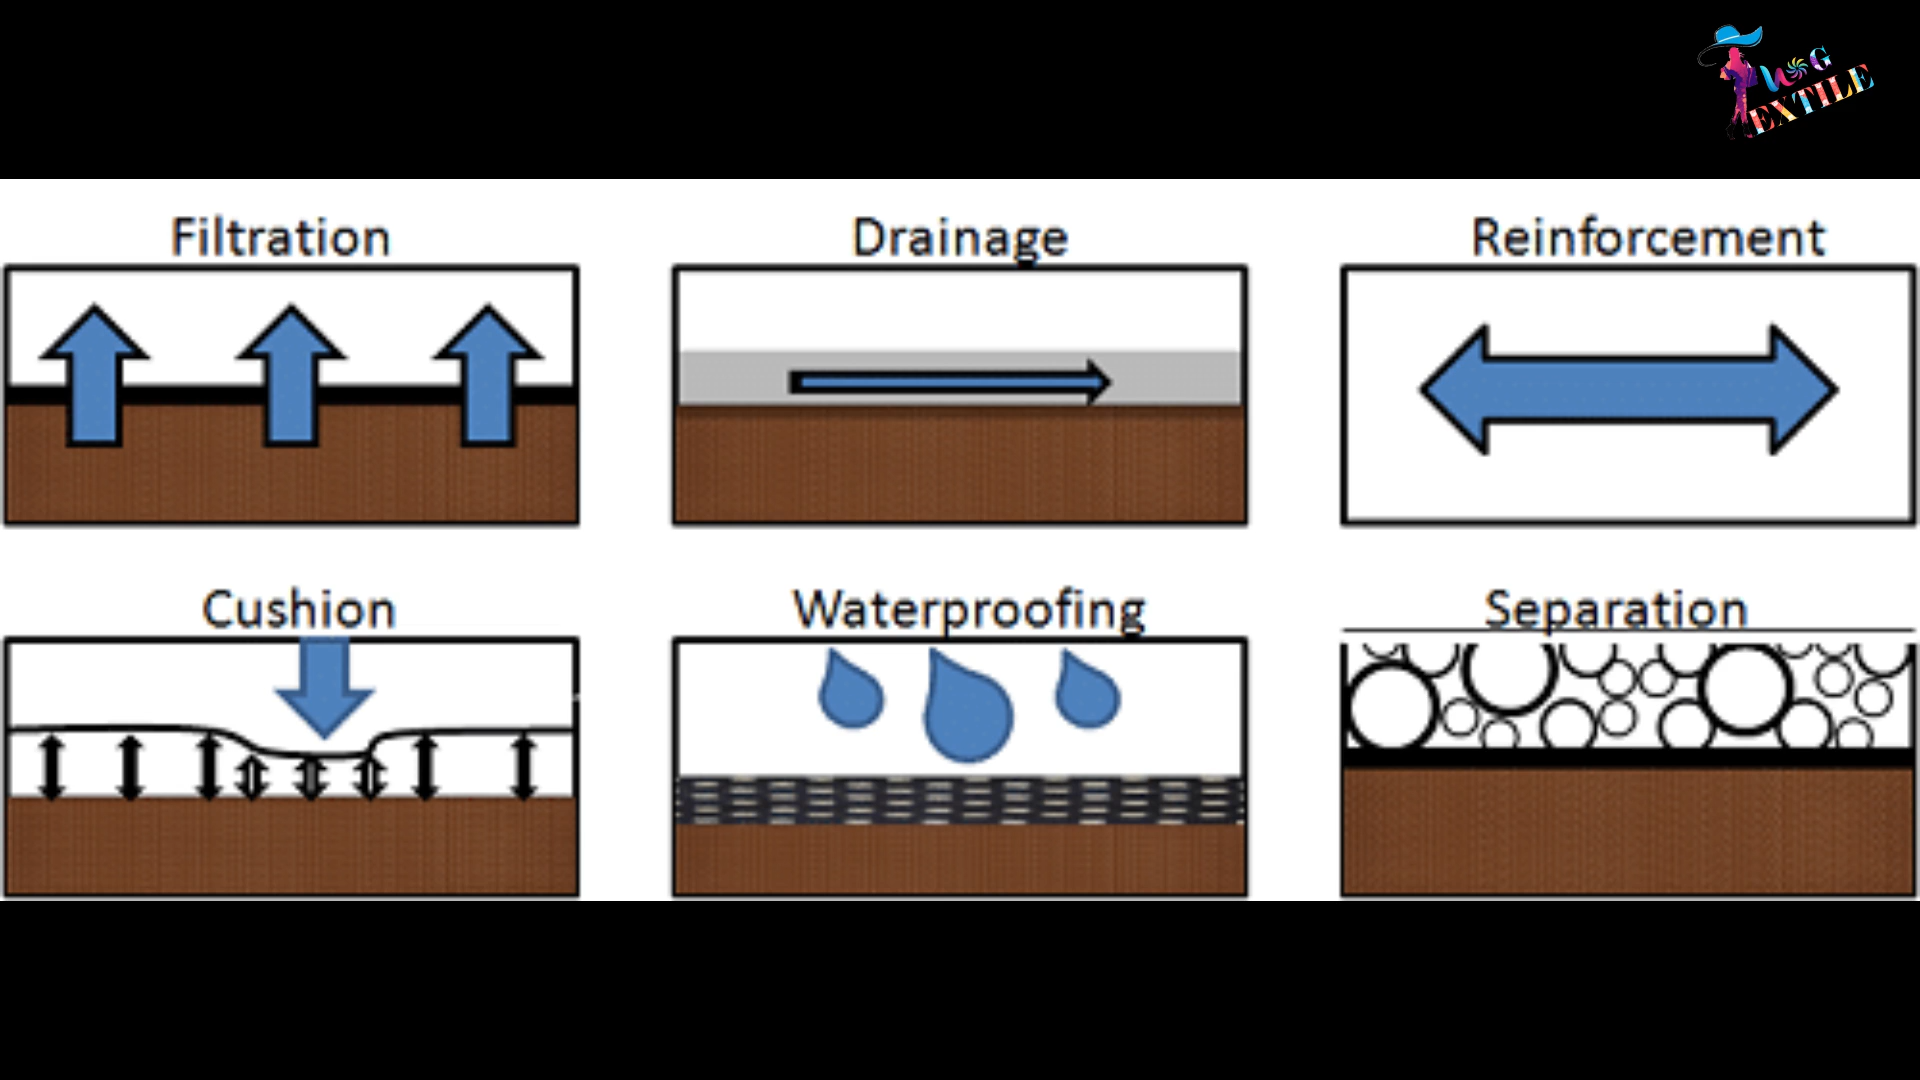 Filtration
Drainage
Reinforcement
Cushion
Waterproofing
Separation